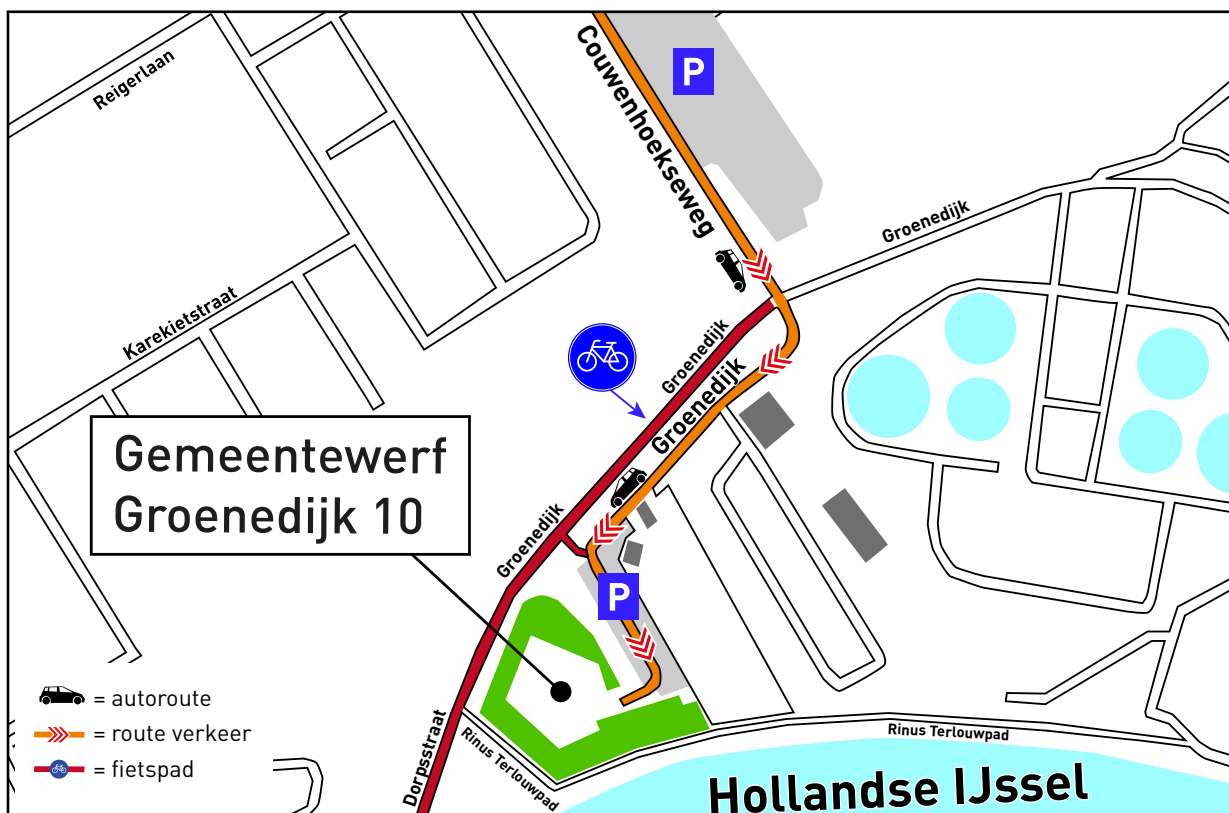 Reigerlaan
Couwenhoekseweg
P
Groenedijk
Karekietstraat
Groenedijk
Groenedijk
Gemeentewerf
Groenedijk 10
Groenedijk
P
= autoroute
= route verkeer
= fietspad
Dorpsstraat
Rinus Terlouwpad
Rinus Terlouwpad
Hollandse IJssel